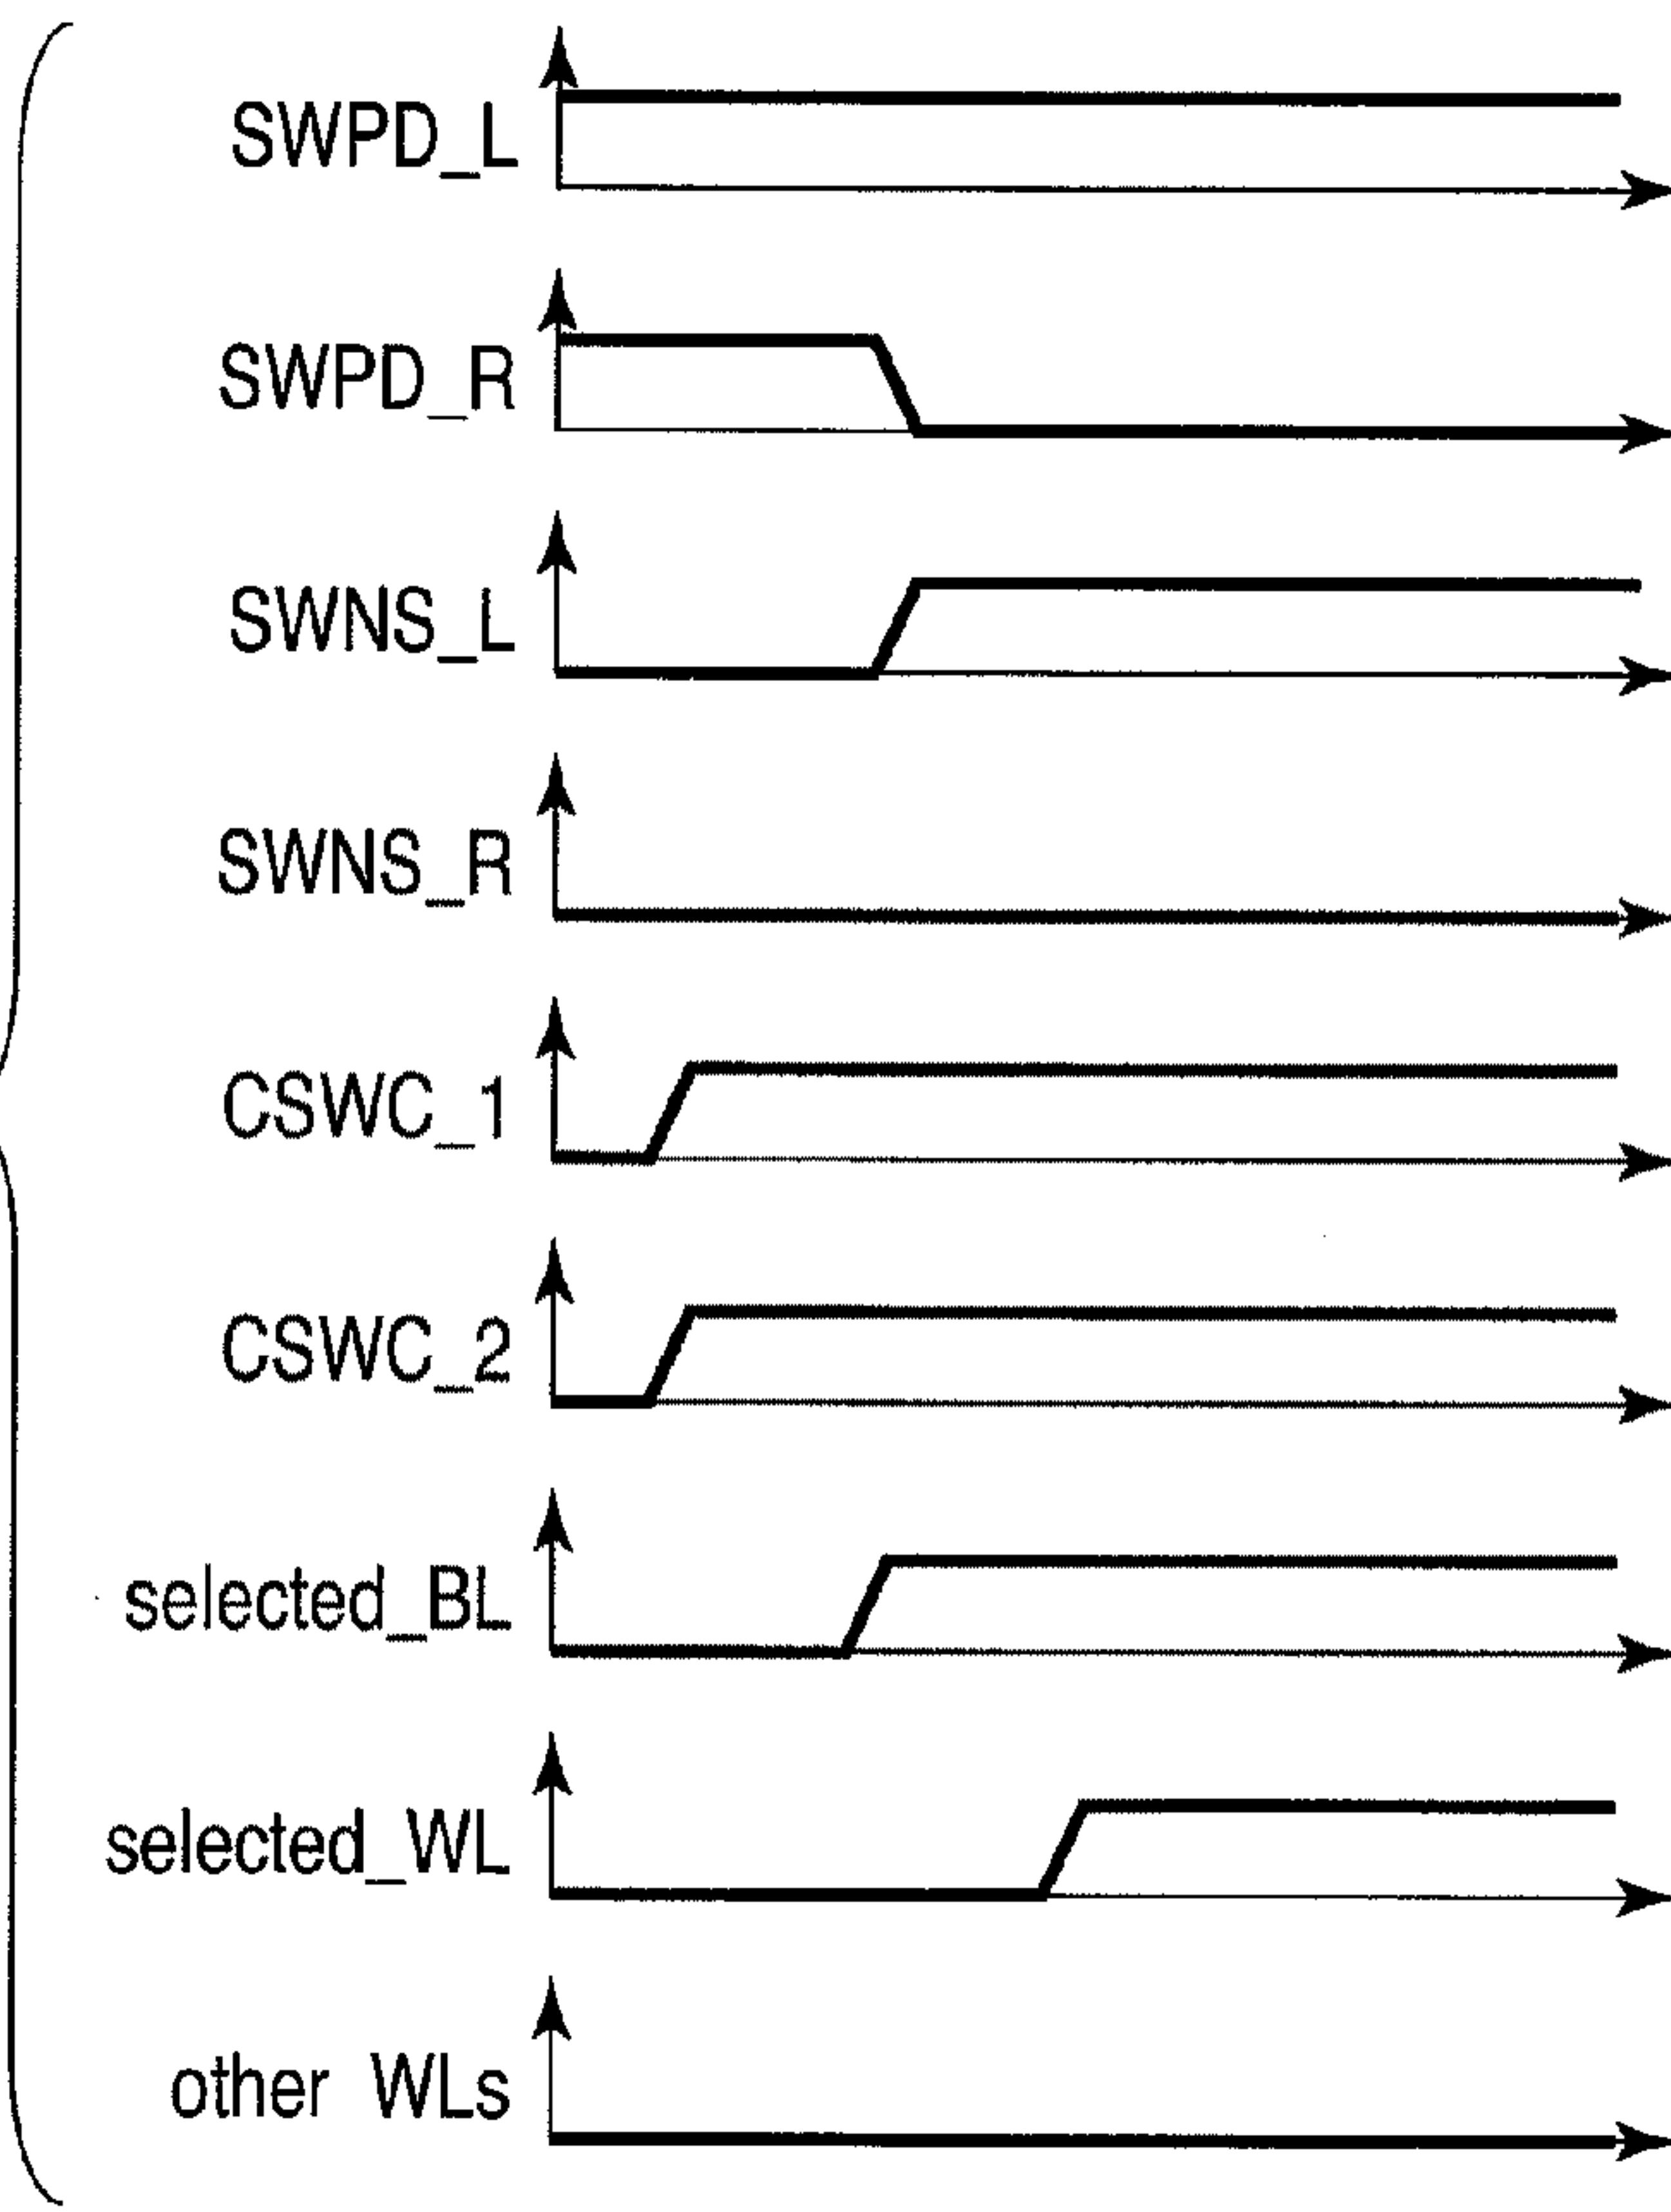 SWPD_L
SWPD_R
SWNS_L
SWNS_R
CSWC_1
CSWC_2
selected_BL
selected_WL
other WLs